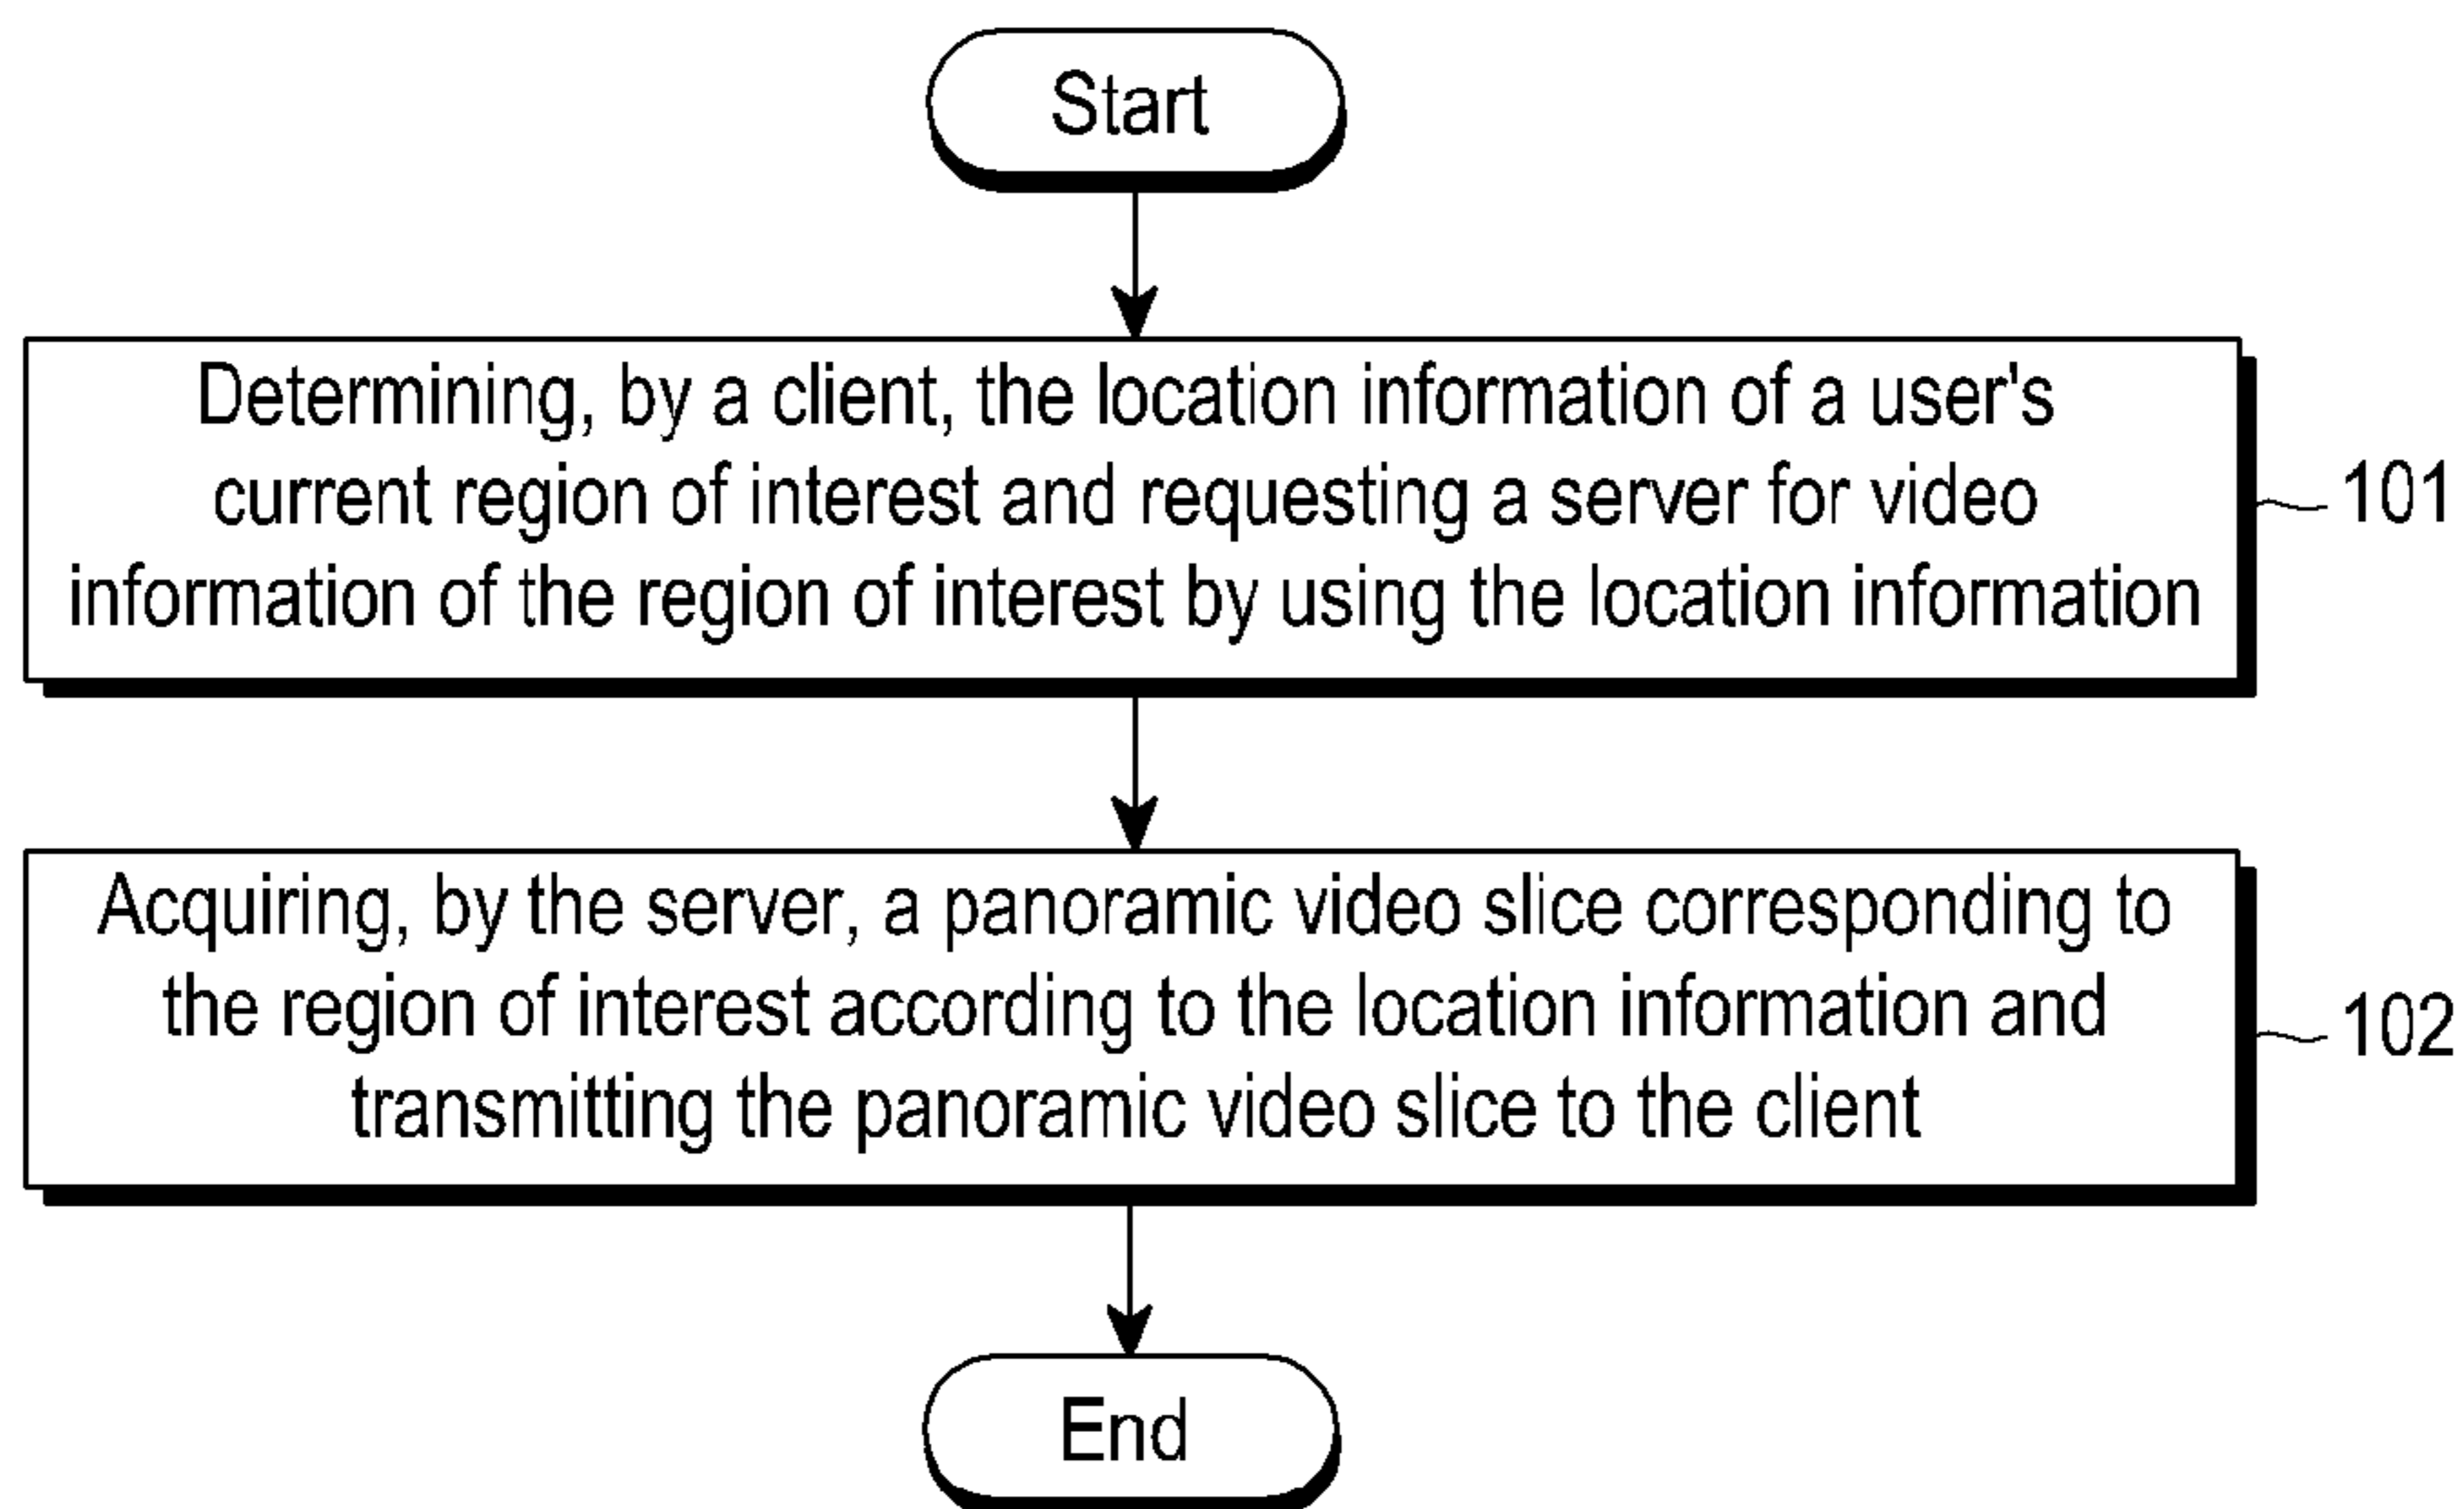 Start
Determining, by a client, the location information of a user's
current region of interest and requesting a server for video
information of the region of interest by using the location information
101
Acquiring, by the server, a panoramic video slice corresponding to
the region of interest according to the location information and
transmitting the panoramic video slice to the client
102
End